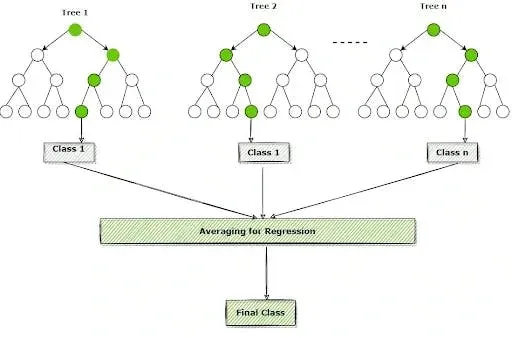 Tree 1
Tree 2
Tree n
Class 1
Class 1
Class n
Averaging for Regression
Final Class